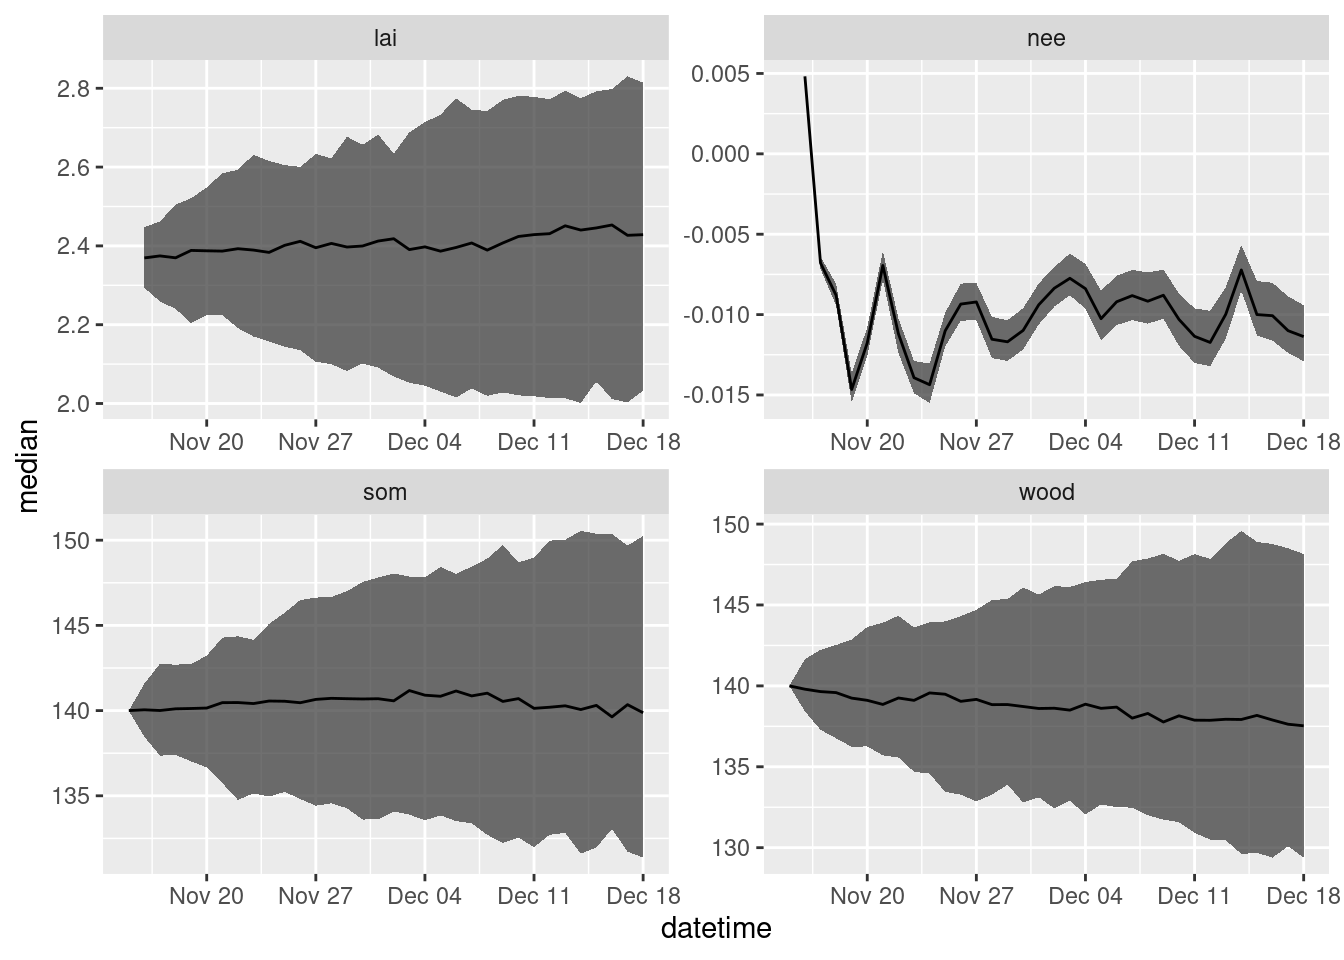 lai
nee
2.8
2.6
2.4
2.2
2.0
0.005
0.000
-0.005
-0.010
-0.015
Nov 20 Nov 27 Dec 04 Dec 11 Dec 18
Nov 20 Nov 27 Dec 04 Dec 11 Dec 18
median
som
wood
150
145
140
135
150
145
140
135
130
Nov 20 Nov 27 Dec 04 Dec 11 Dec 18
Nov 20 Nov 27 Dec 04 Dec 11 Dec 18
datetime